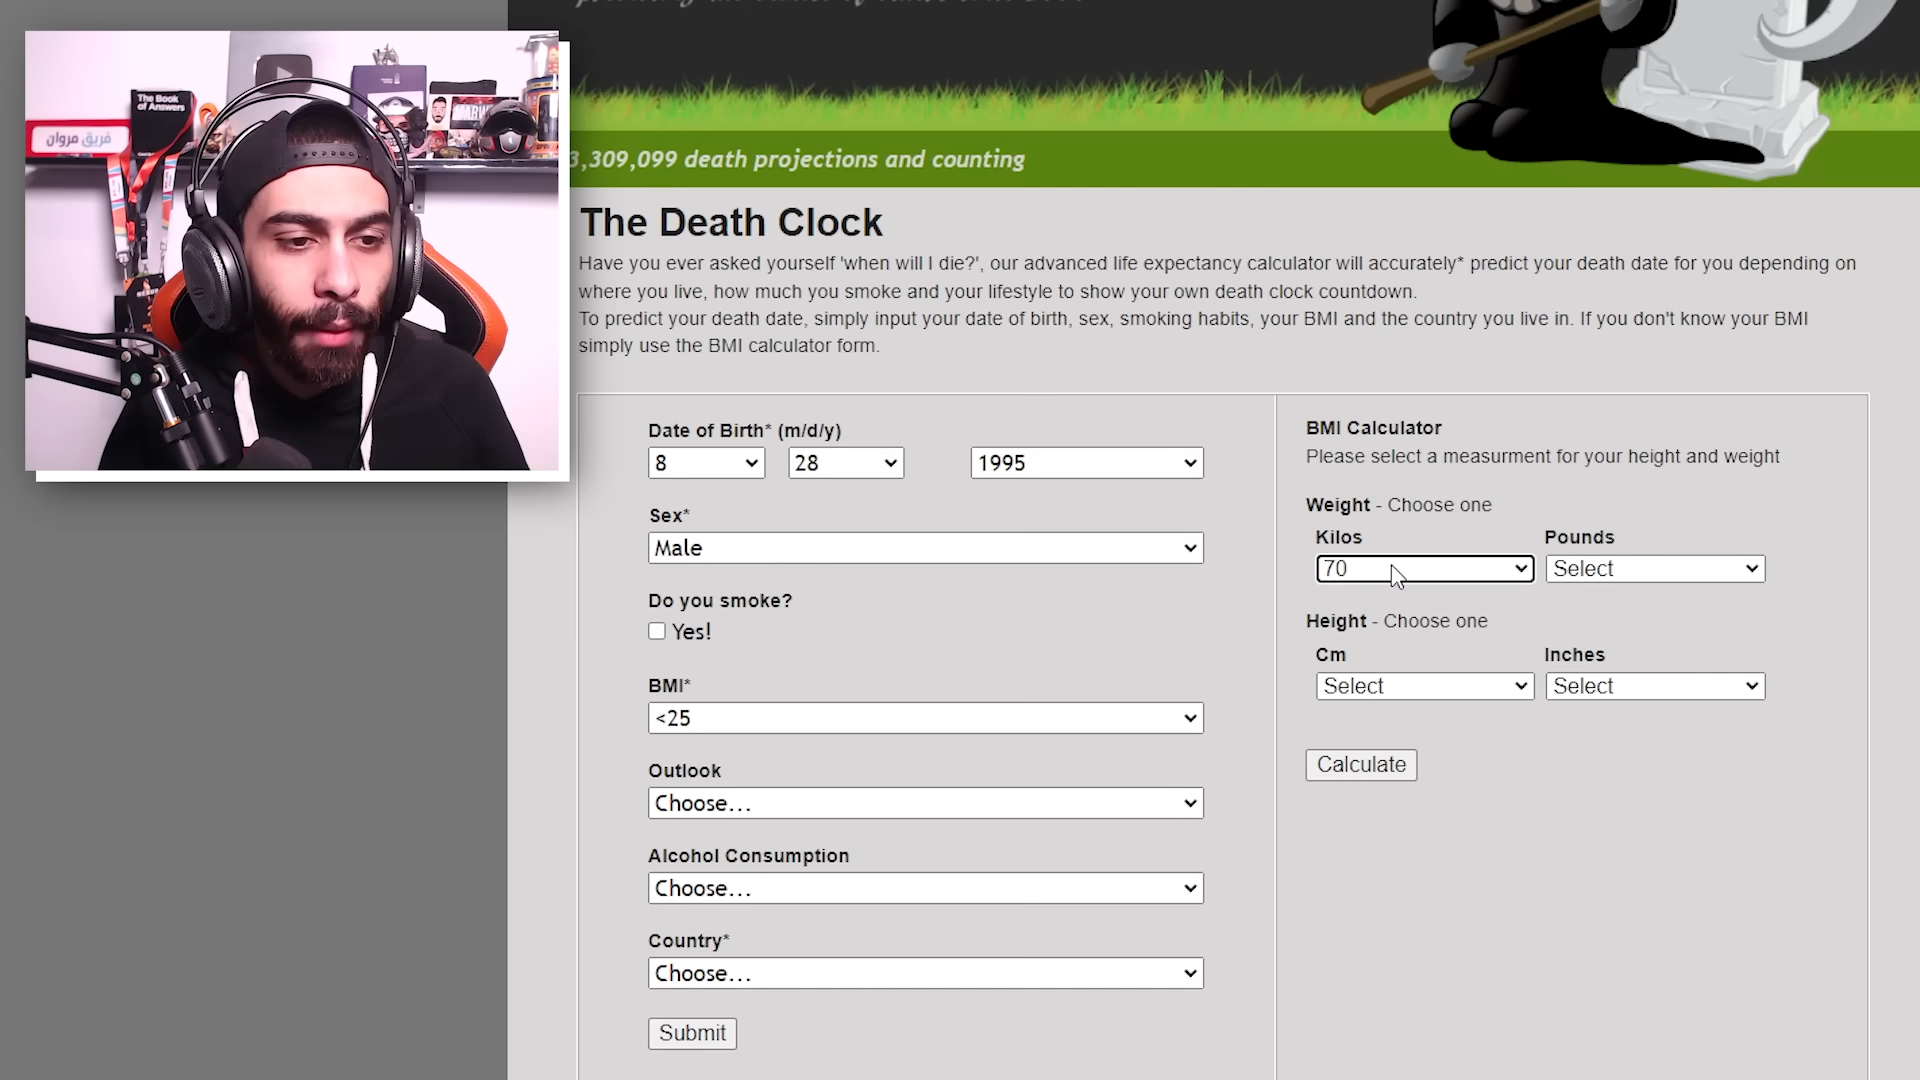 The Book
of Answers
فريق مروان
3,309,099 death projections and counting
The Death Clock
Have you ever asked yourself 'when will I die?', our advanced life expectancy calculator will accurately* predict your death date for you depending on
where you live, how much you smoke and your lifestyle to show your own death clock countdown.
To predict your death date, simply input your date of birth, sex, smoking habits, your BMI and the country you live in. If you don't know your BMI
simply use the BMI calculator form.
Date of Birth* (m/d/y)
8 28 1995
Sex*
Male
Do you smoke?
Yes!
BMI*
<25
Outlook
Choose...
Alcohol Consumption
Choose...
Country*
Choose...
Submit
BMI Calculator
Please select a measurment for your height and weight
Weight - Choose one
Kilos Pounds
70 Select
Height - Choose one
Cm Inches
Select Select
Calculate